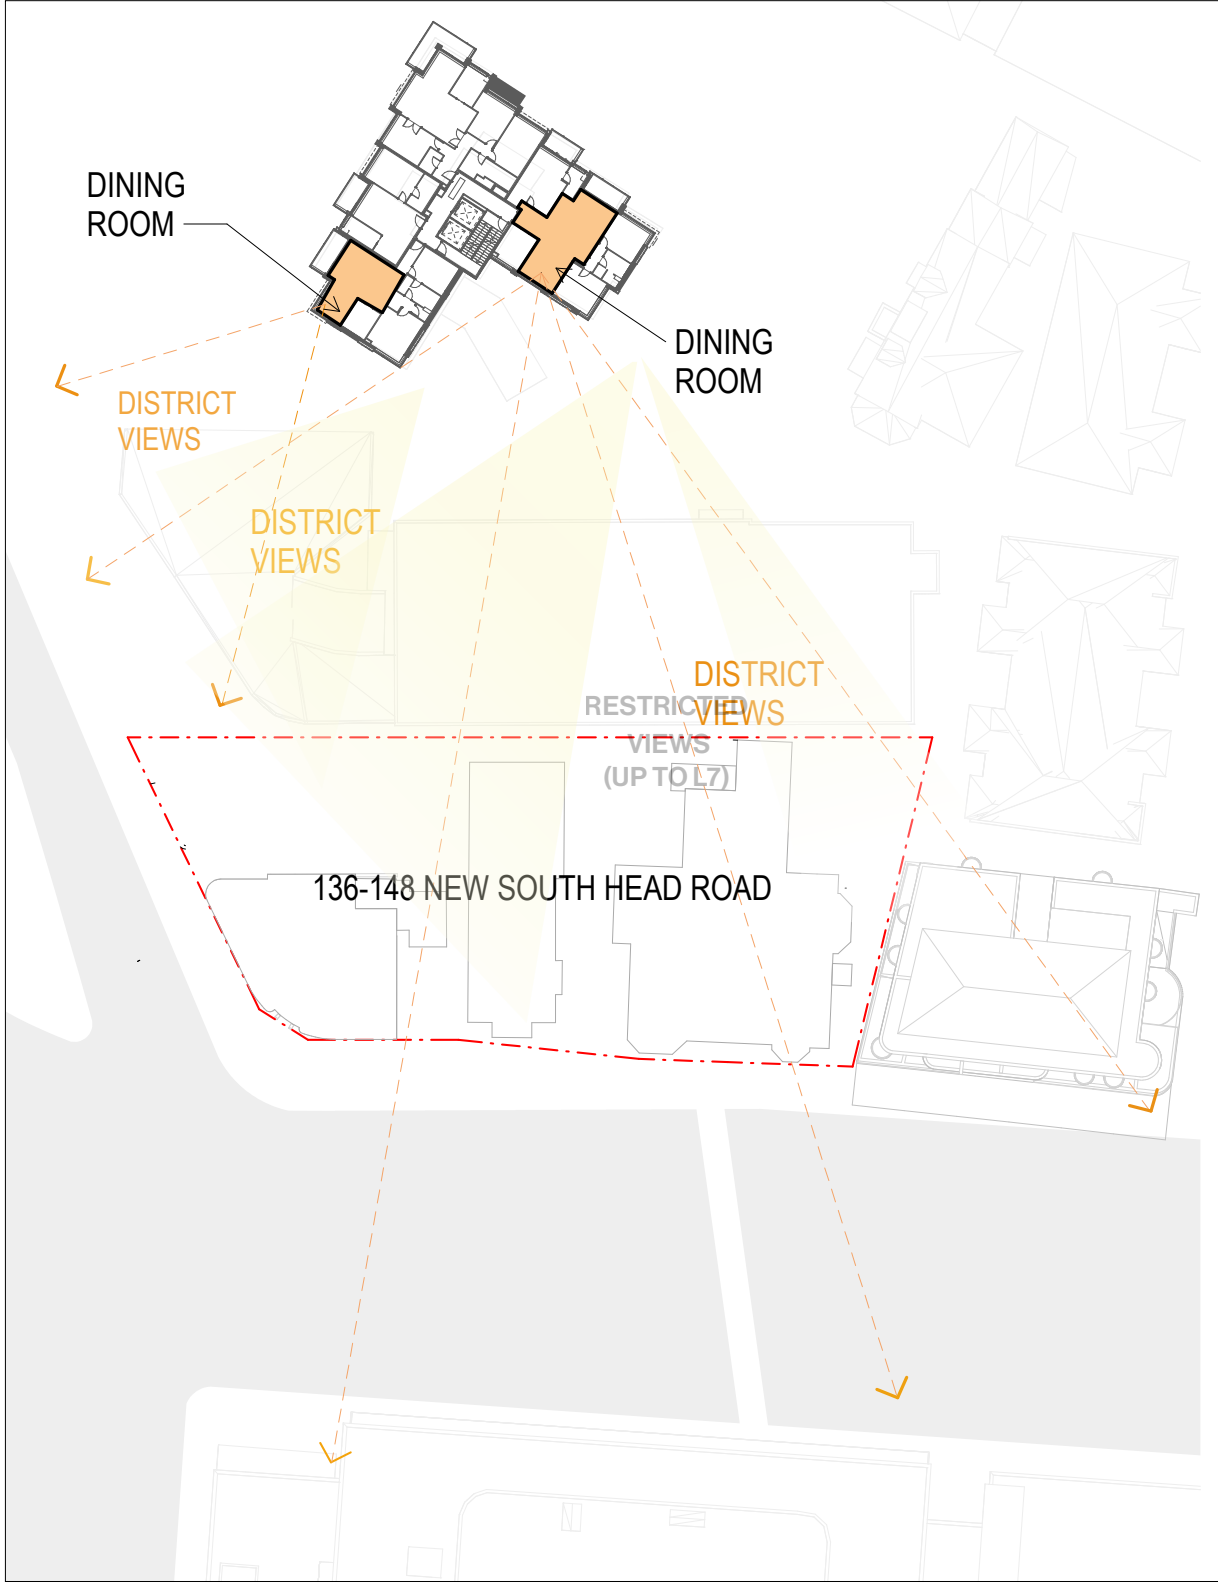 DINING
ROOM
DINING
ROOM
DISTRICT
VIEWS
DISTRICT
VIEWS
DISTRICT
VIEWS
RESTRICTED
VIEWS
(UP TO L7)
136-148 NEW SOUTH HEAD ROAD